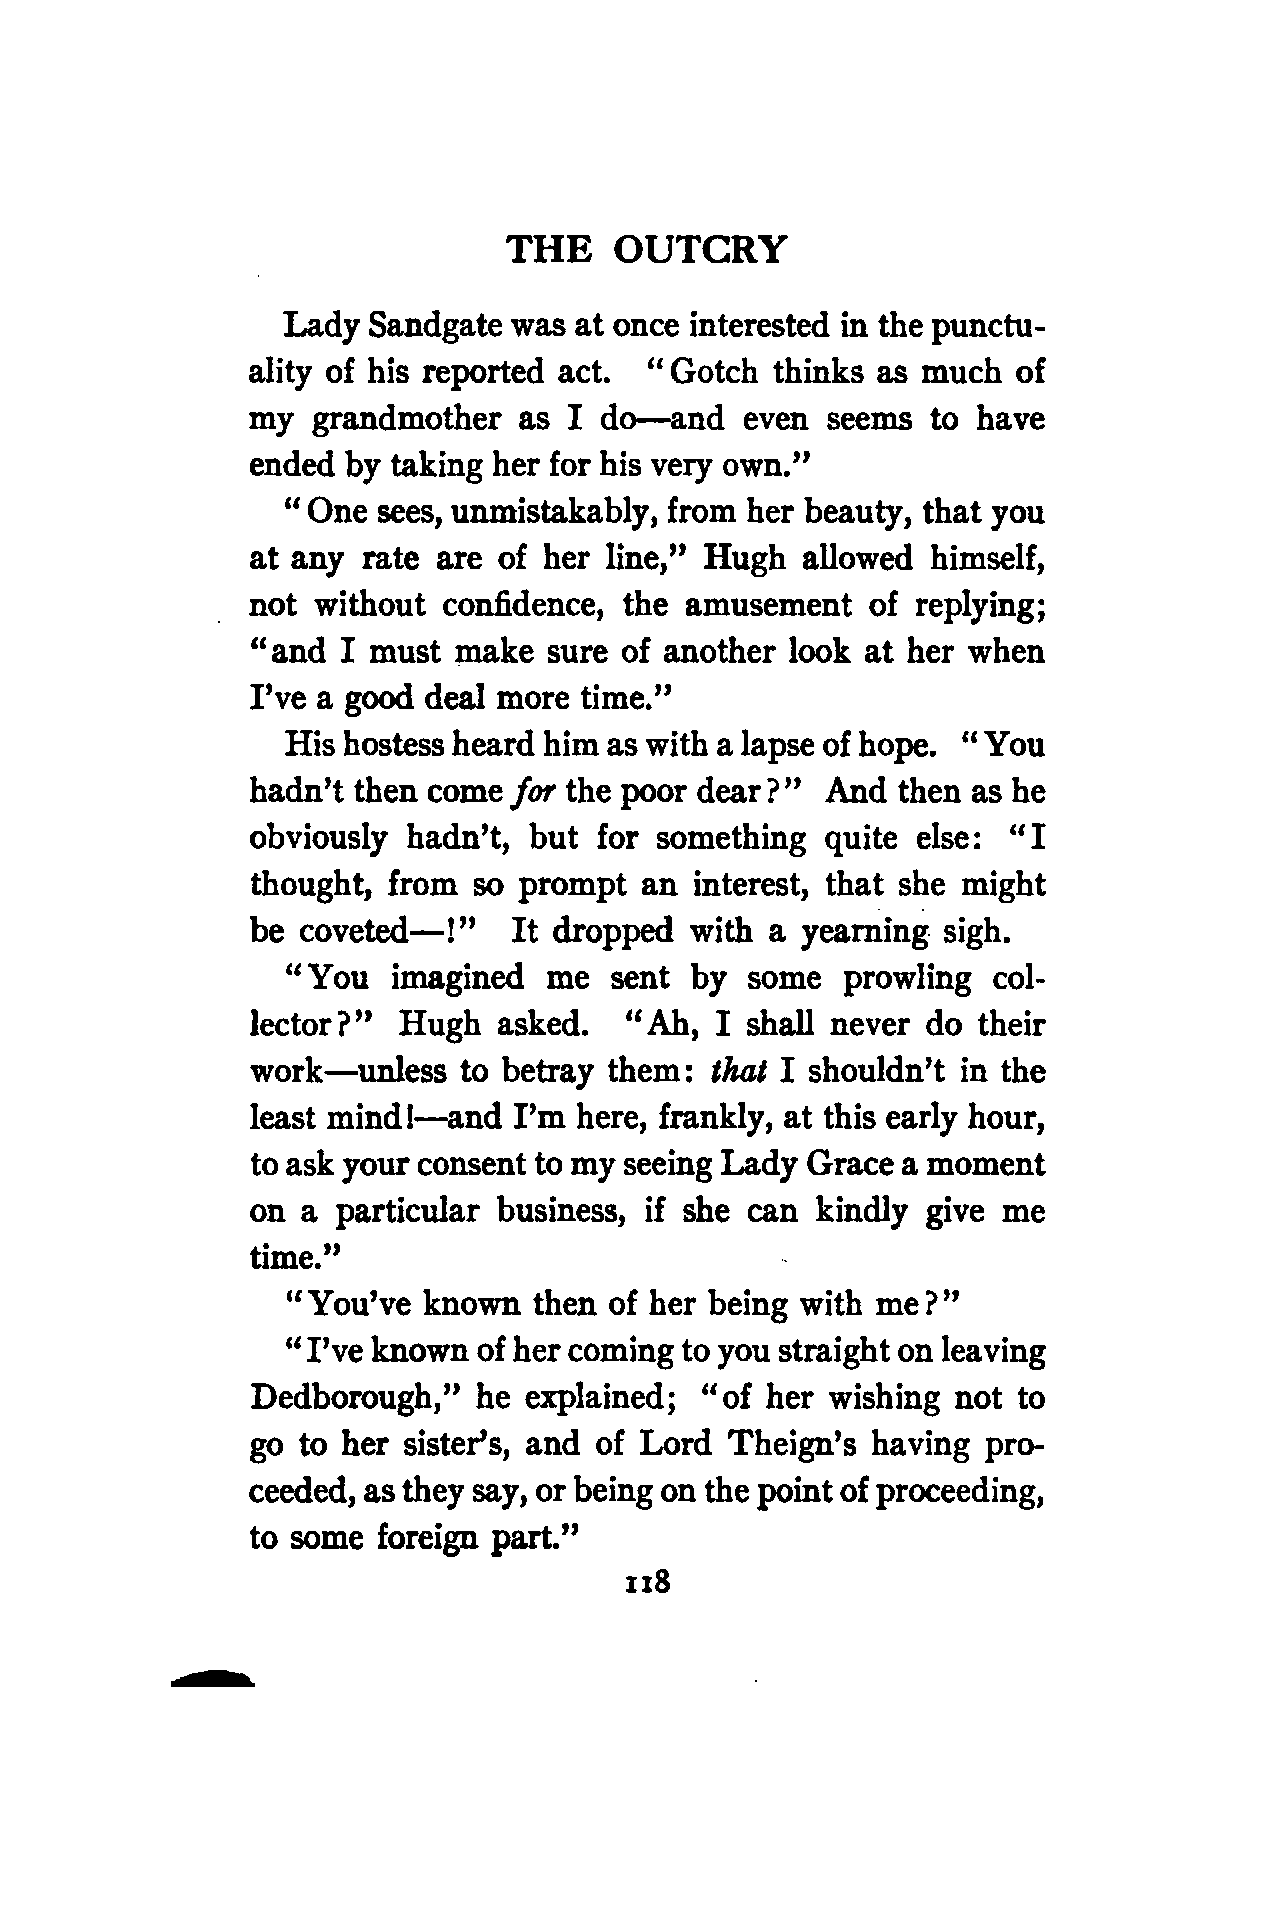 THE OUTCRY
Lady Sandgate was at once interested in the punctu-
ality of his reported act. "Gotch thinks as much of
my grandmother as I do—and even seems to have
ended by taking her for his very own."
"One sees, unmistakably, from her beauty, that you
at any rate are of her line," Hugh allowed himself,
not without confidence, the amusement of replying;
"and I must make sure of another look at her when
I've a good deal more time."
His hostess heard him as with a lapse of hope. "You
hadn't then come for the poor dear?" And then as he
obviously hadn't, but for something quite else: "I
thought, from so prompt an interest, that she might
be coveted—!" It dropped with a yearning sigh.
"You imagined me sent by some prowling col-
lector?" Hugh asked. "Ah, I shall never do their
work—unless to betray them: that I shouldn't in the
least mind!—and I'm here, frankly, at this early hour,
to ask your consent to my seeing Lady Grace a moment
on a particular business, if she can kindly give me
time."
"You've known then of her being with me?"
"I've known of her coming to you straight on leaving
Dedborough," he explained; "of her wishing not to
go to her sister's, and of Lord Theign's having pro-
ceeded, as they say, or being on the point of proceeding,
to some foreign part."
118